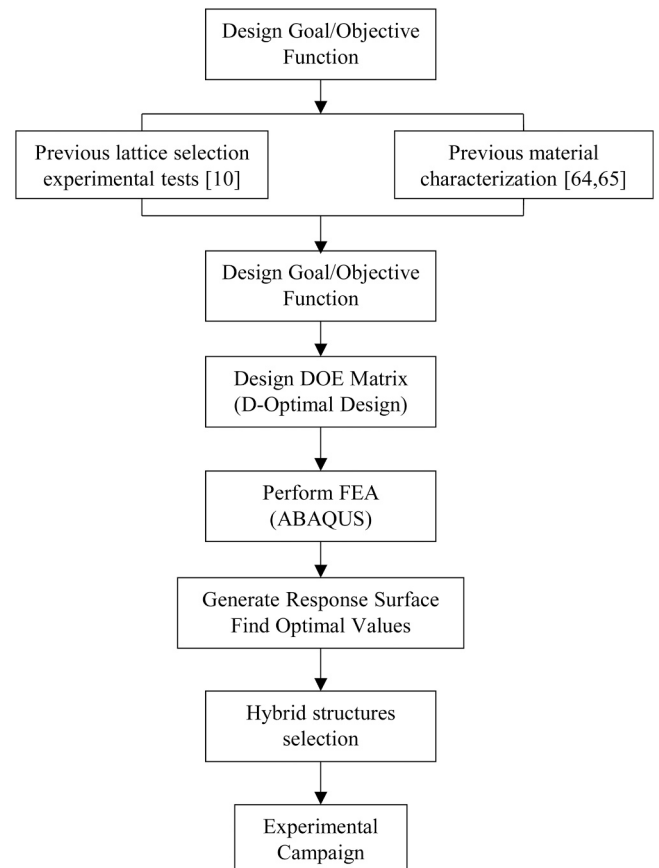 Design Goal/Objective
Function
Previous lattice selection
experimental tests [10]
Previous material
characterization [64,65]
Design Goal/Objective
Function
Design DOE Matrix
(D-Optimal Design)
Perform FEA
(ABAQUS)
Generate Response Surface
Find Optimal Values
Hybrid structures
selection
Experimental
Campaign